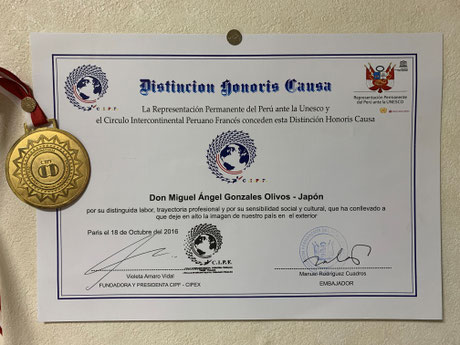 Distincion Honoris Causa
C I P F
Representación Permanente
del Perú ante la UNESCO
La Representación Permanente del Perú ante la Unesco y
el Circulo Intercontinental Peruano Francés conceden esta Distinción Honoris Causa
C I P F
CIPF
Don Miguel Ángel Gonzales Olivos - Japón
por su distinguida labor, trayectoria profesional y por su sensibilidad social y cultural, que ha conllevado a
que deje en alto la imagen de nuestro país en el exterior
Paris el 18 de Octubre del 2016
C.I.P.F.
Violeta Amaro Vidal
FUNDADORA Y PRESIDENTA CIPF - CIPEX
Manuel Rodríguez Cuadros
EMBAJADOR